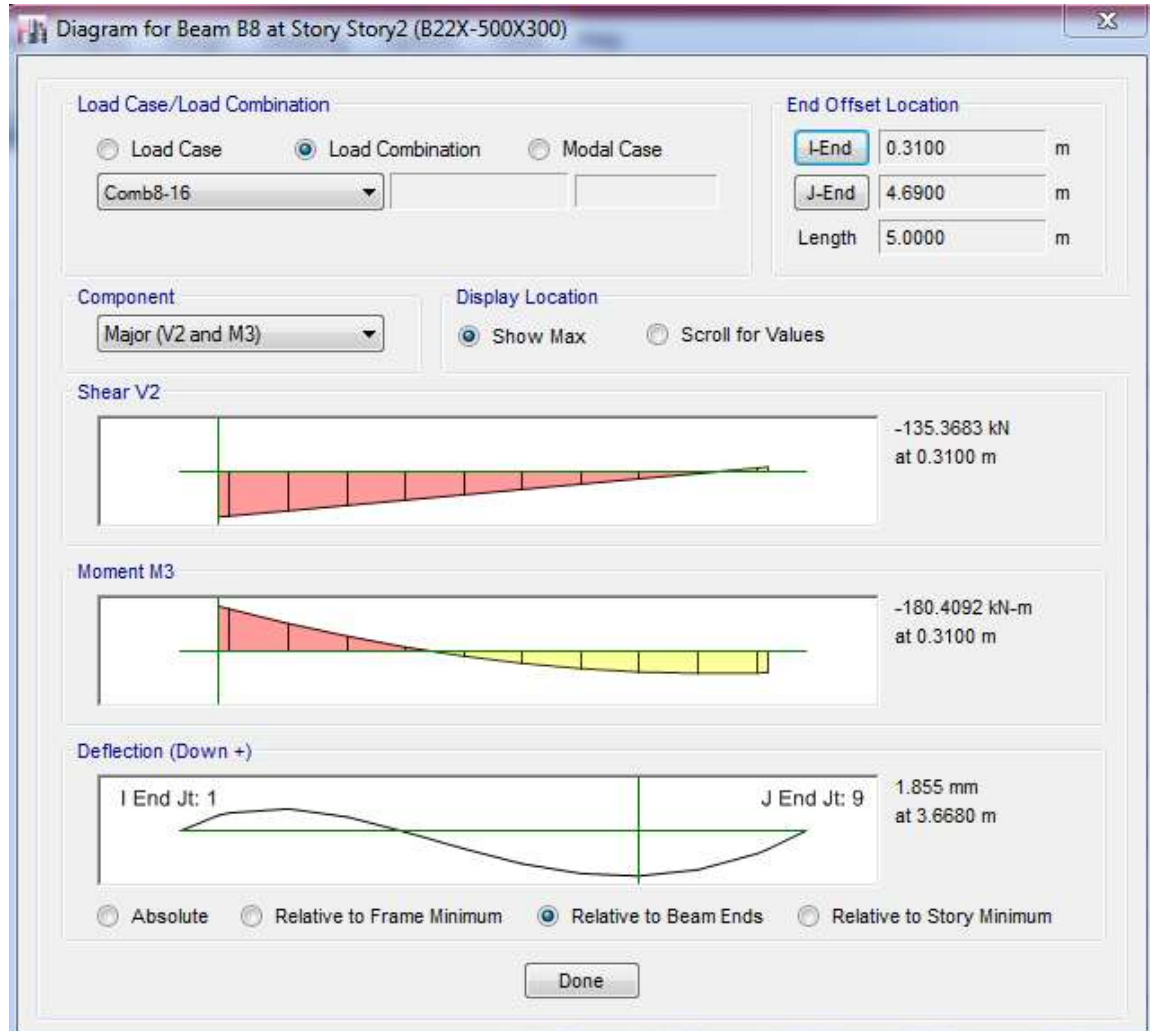 Diagram for Beam B8 at Story Story2 (B22X-500X300)
Load Case/Load Combination
Load Case Load Combination Modal Case
Comb8-16
End Offset Location
I-End 0.3100 m
J-End 4.6900 m
Length 5.0000 m
Component
Major (V2 and M3)
Display Location
Show Max Scroll for Values
Shear V2
-135.3683 kN
at 0.3100 m
Moment M3
-180.4092 kN-m
at 0.3100 m
Deflection (Down +)
I End Jt: 1 J End Jt: 9
1.855 mm
at 3.6680 m
Absolute Relative to Frame Minimum Relative to Beam Ends Relative to Story Minimum
Done